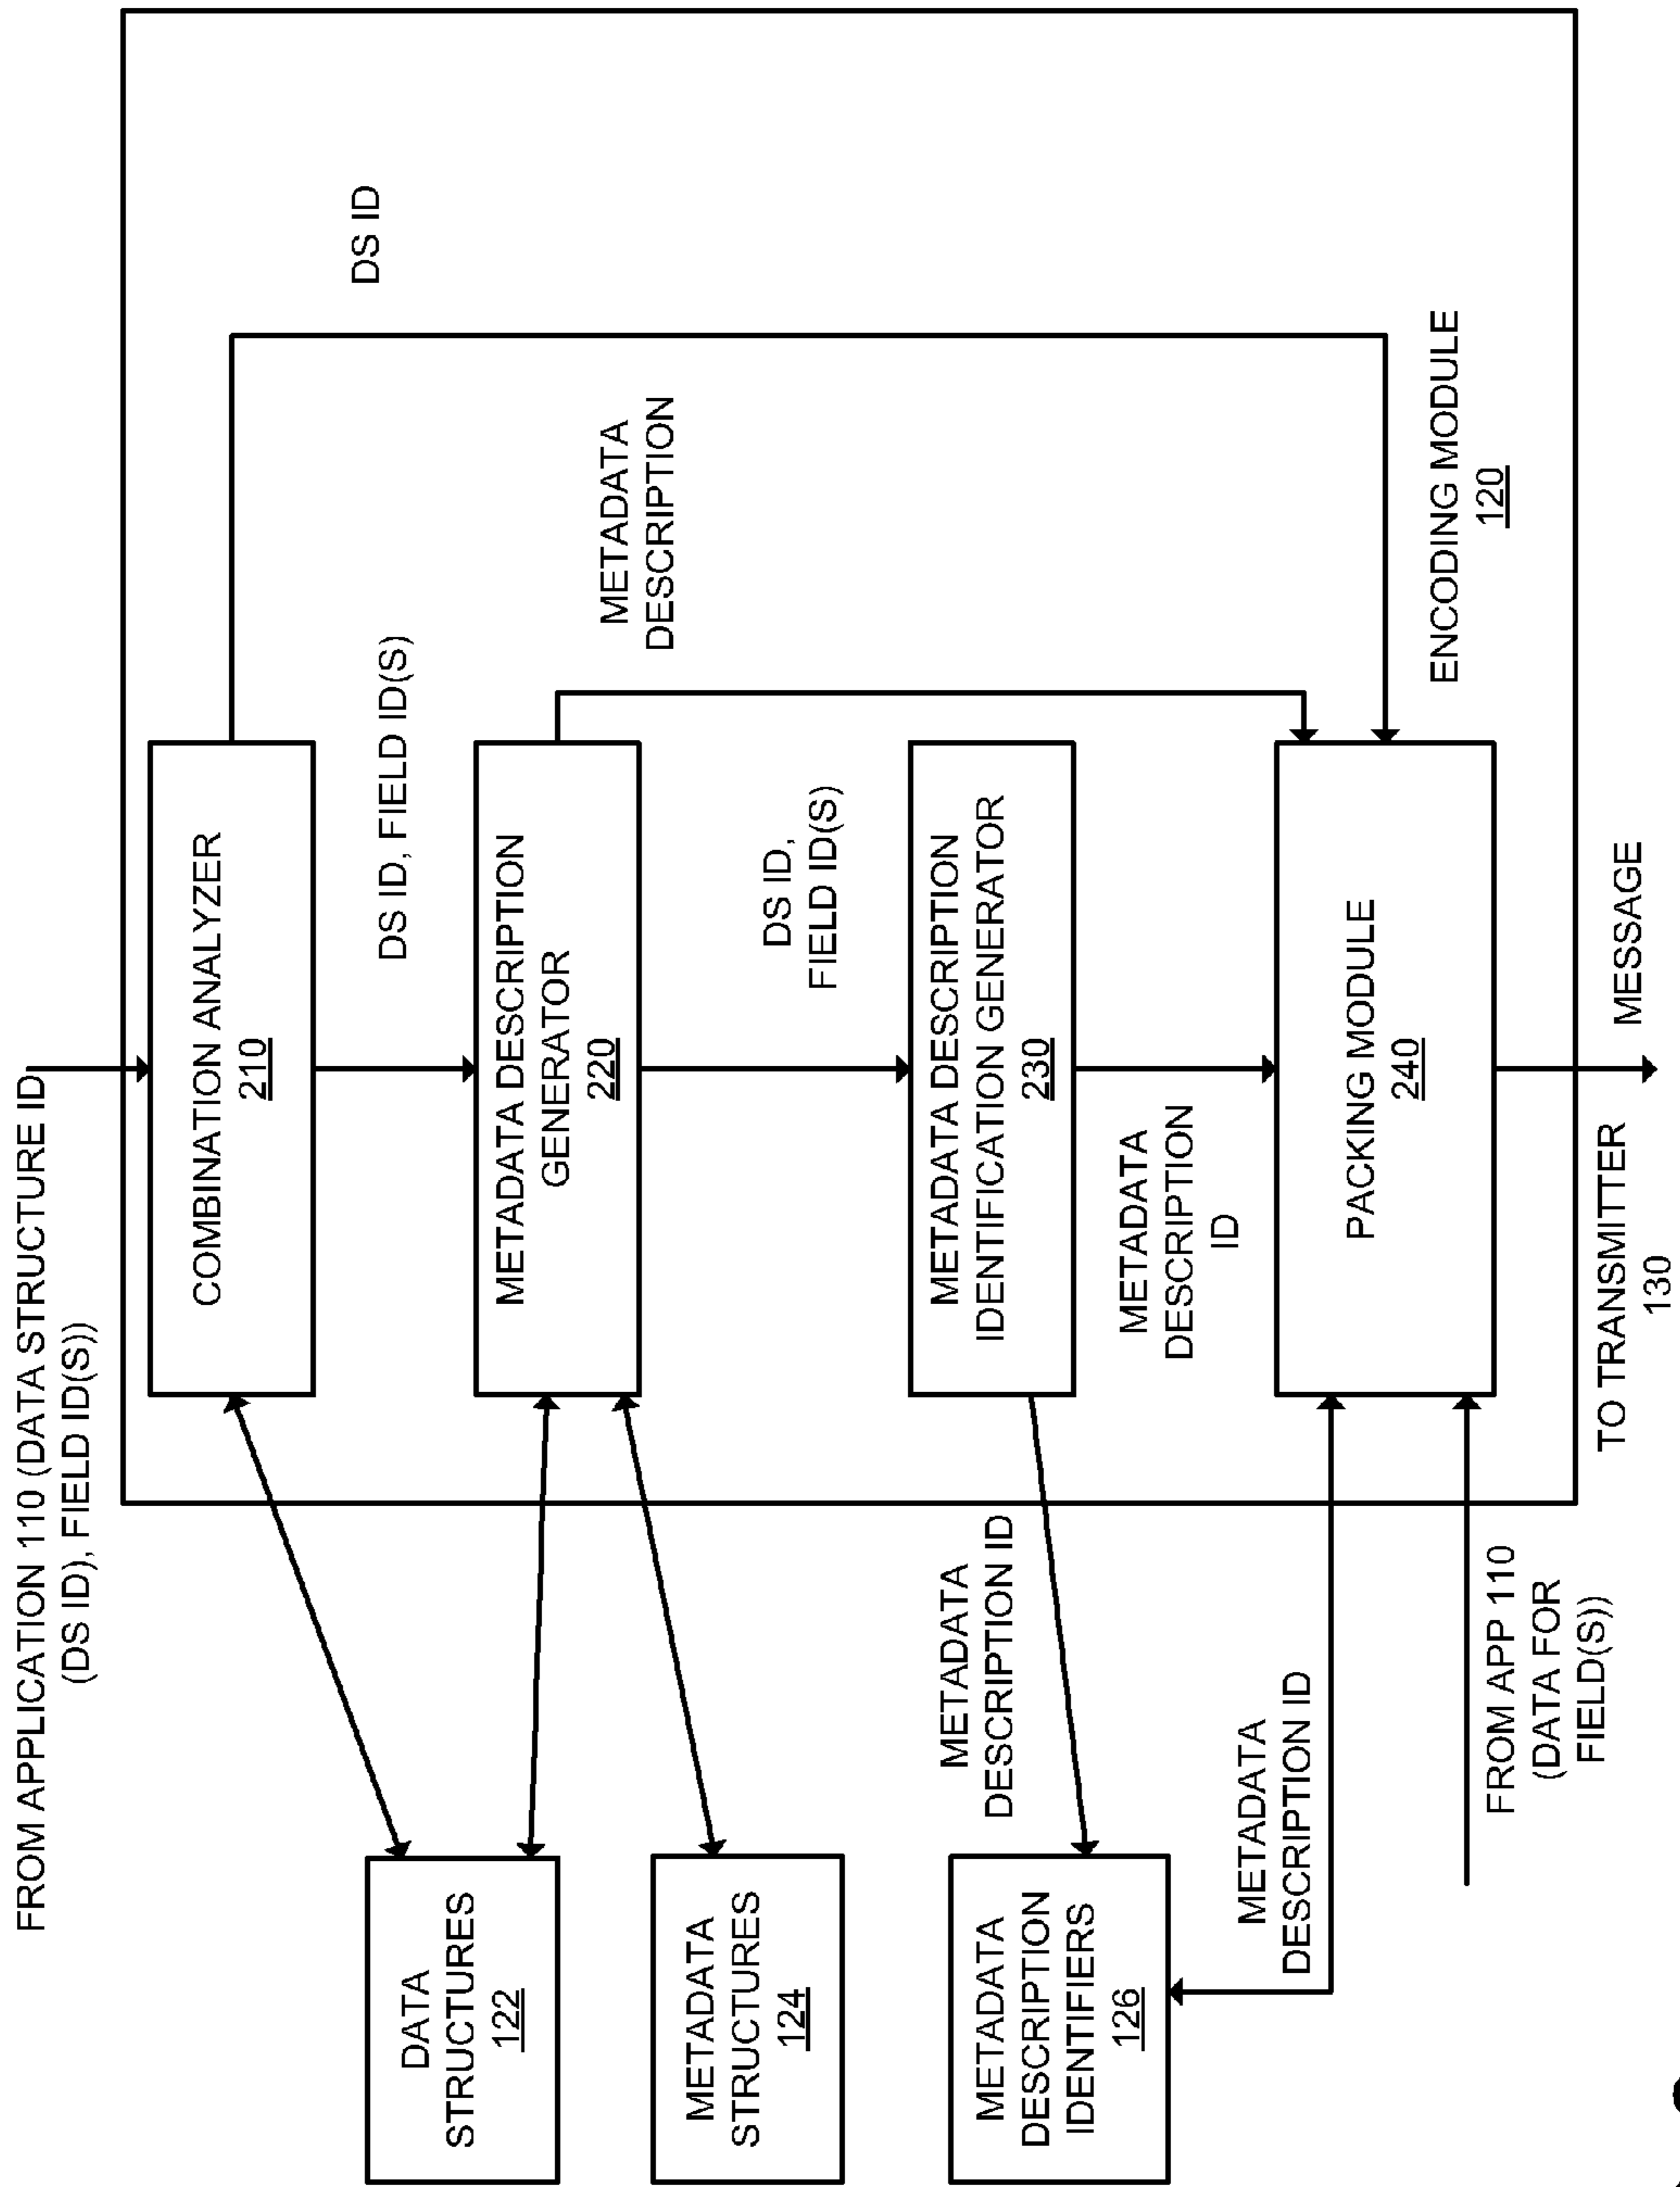 FROM APPLICATION 110 (DATA STRUCTURE ID
(DS ID), FIELD ID(S))
COMBINATION ANALYZER
210
DS ID
DS ID, FIELD ID(S)
DATA
STRUCTURES
122
METADATA DESCRIPTION
GENERATOR
220
METADATA
DESCRIPTION
METADATA
STRUCTURES
124
DS ID,
FIELD ID(S)
METADATA
DESCRIPTION ID
METADATA DESCRIPTION
IDENTIFICATION GENERATOR
230
METADATA
DESCRIPTION
IDENTIFIERS
126
METADATA
DESCRIPTION
ID
METADATA
DESCRIPTION ID
PACKING MODULE
240
ENCODING MODULE
120
FROM APP 110
(DATA FOR
FIELD(S))
TO TRANSMITTER
130
MESSAGE